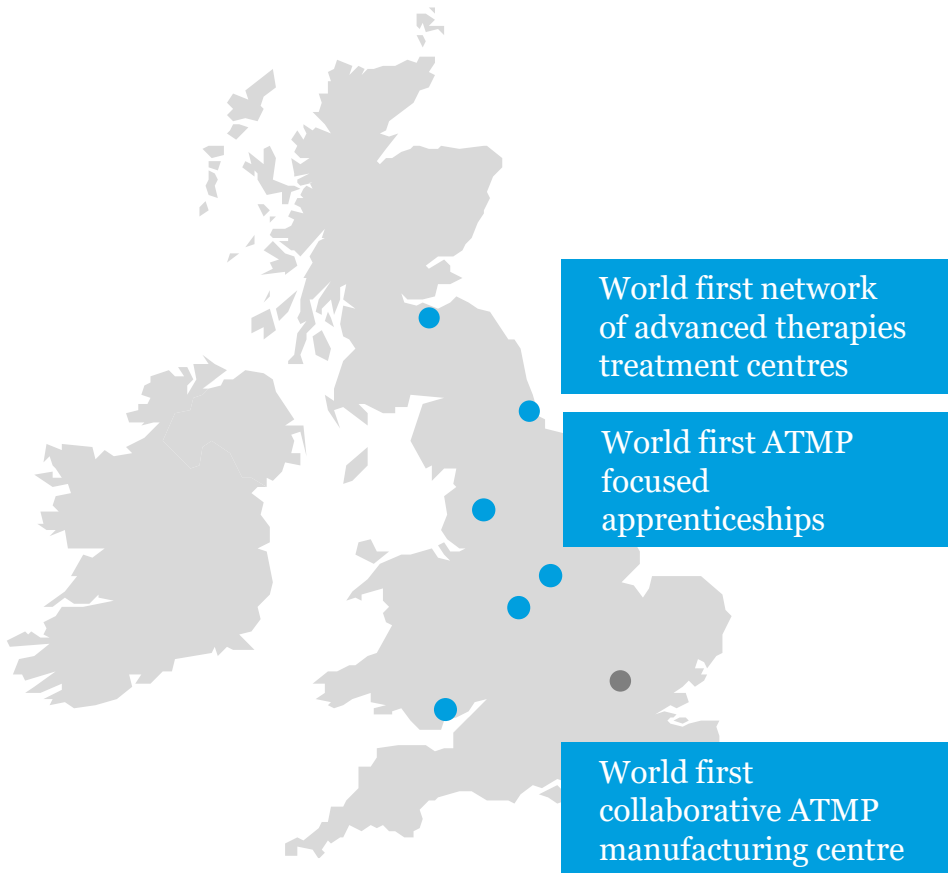 World first network
of advanced therapies
treatment centres
World first ATMP
focused
apprenticeships
World first
collaborative ATMP
manufacturing centre